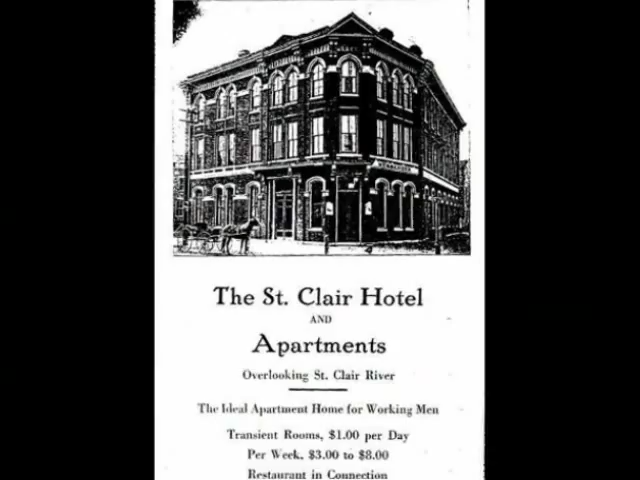 The St. Clair Hotel
AND
Apartments
Overlooking St. Clair River
The Ideal Apartment Home for Working Men
Transient Rooms, $1.00 per Day
Per Week. $3.00 to $8.00
Restaurant in Connection